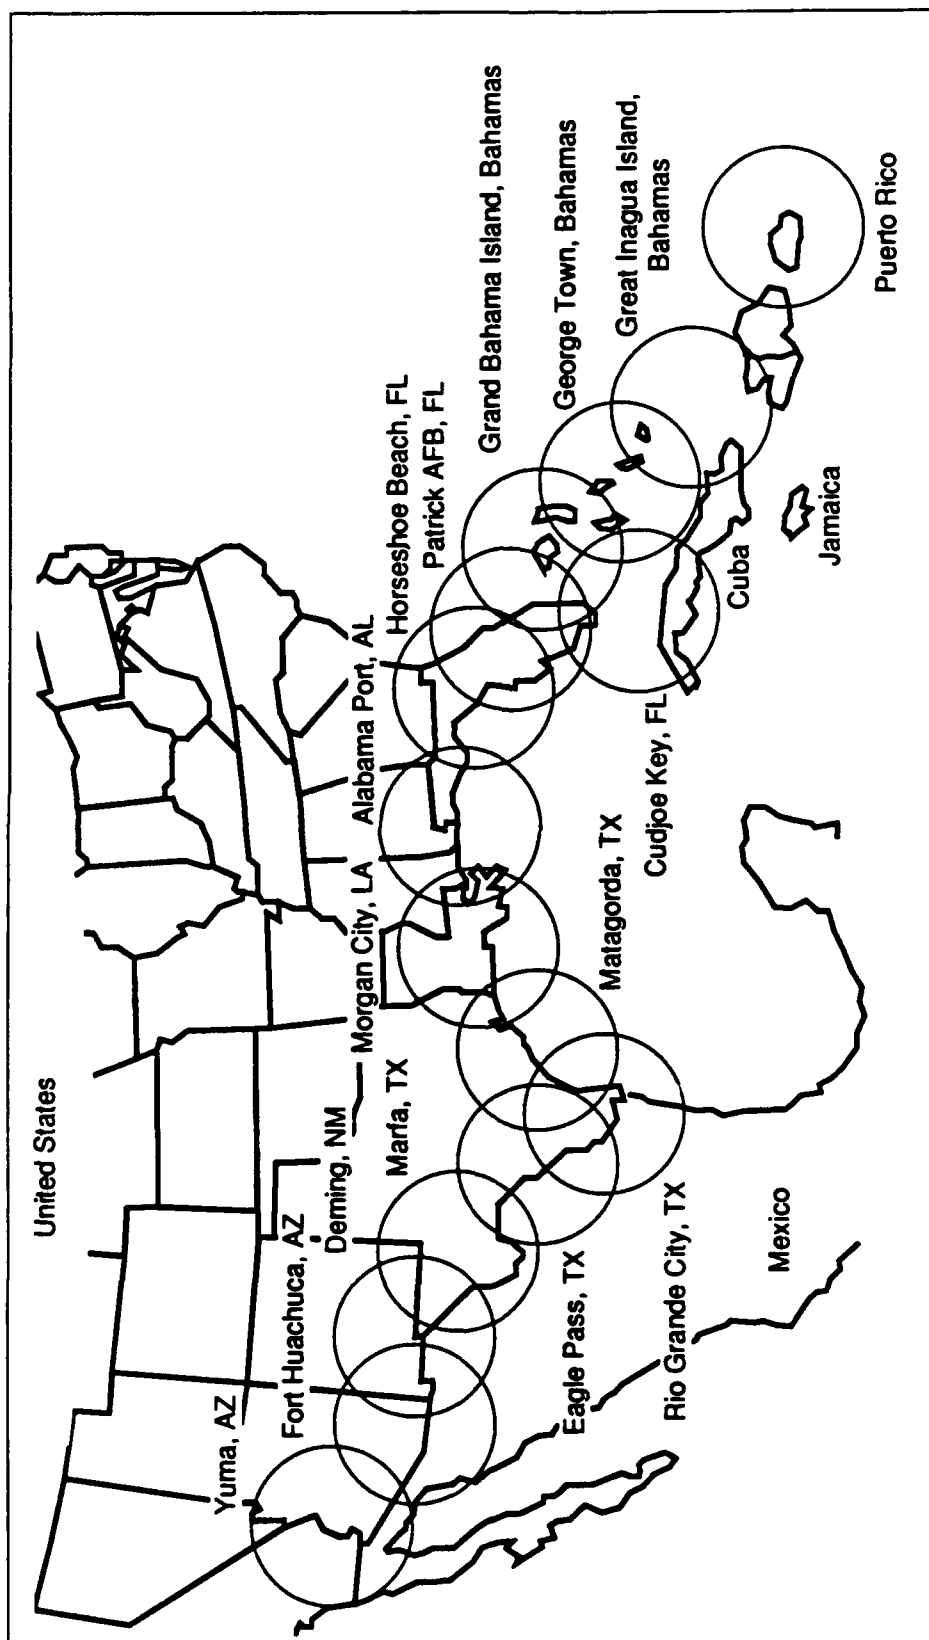 United States
Yuma, AZ
Fort Huachuca, AZ
Deming, NM
Marfa, TX
Morgan City, LA
Alabama Port, AL
Horseshoe Beach, FL
Patrick AFB, FL
Grand Bahama Island, Bahamas
George Town, Bahamas
Great Inagua Island,
Bahamas
Eagle Pass, TX
Rio Grande City, TX
Matagorda, TX
Cudjoe Key, FL
Mexico
Cuba
Jamaica
Puerto Rico